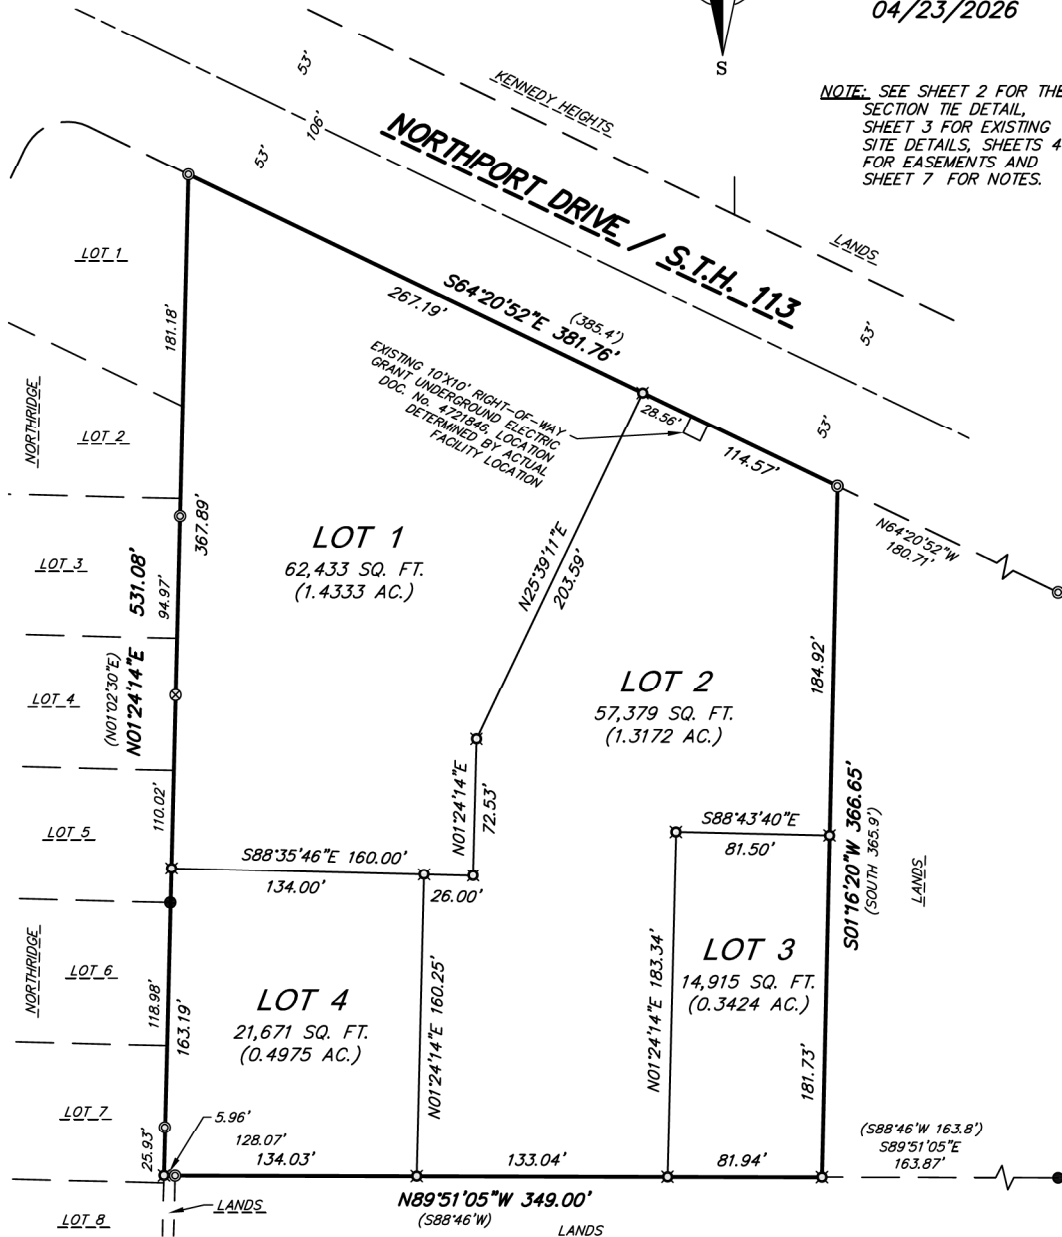 04/23/2026
S
NOTE: SEE SHEET 2 FOR THE
SECTION TIE DETAIL,
SHEET 3 FOR EXISTING
SITE DETAILS, SHEETS 4
FOR EASEMENTS AND
SHEET 7 FOR NOTES.
53'
106'
53'
KENNEDY HEIGHTS
NORTHPORT DRIVE / S.T.H. 113
LANDS
53'
53'
LOT 1
181.18'
S64°20'52"E 381.76'
(385.4')
267.19'
EXISTING 10'X10' RIGHT-OF-WAY
GRANT UNDERGROUND ELECTRIC
DOC. No. 4721846, LOCATION
DETERMINED BY ACTUAL
FACILITY LOCATION
28.56'
114.57'
NORTHRIDGE
LOT 2
367.89'
N64°20'52"W
180.71'
LOT 1
62,433 SQ. FT.
(1.4333 AC.)
N25°39'11"E
203.59'
LOT 3
N01°24'14"E 531.08'
(N01°02'30"E)
94.97'
LOT 4
LOT 2
57,379 SQ. FT.
(1.3172 AC.)
184.92'
N01°24'14"E
72.53'
110.02'
LOT 5
S88°43'40"E
81.50'
S01°16'20"W 366.65'
(SOUTH 365.9')
LANDS
S88°35'46"E 160.00'
134.00'
26.00'
NORTHRIDGE
LOT 6
118.98'
163.19'
LOT 4
21,671 SQ. FT.
(0.4975 AC.)
N01°24'14"E 160.25'
N01°24'14"E 183.34'
LOT 3
14,915 SQ. FT.
(0.3424 AC.)
181.73'
LOT 7
25.93'
5.96'
128.07'
134.03'
133.04'
81.94'
(S88°46'W 163.8')
S89°51'05"E
163.87'
N89°51'05"W 349.00'
(S88°46'W)
LANDS
LANDS
LOT 8